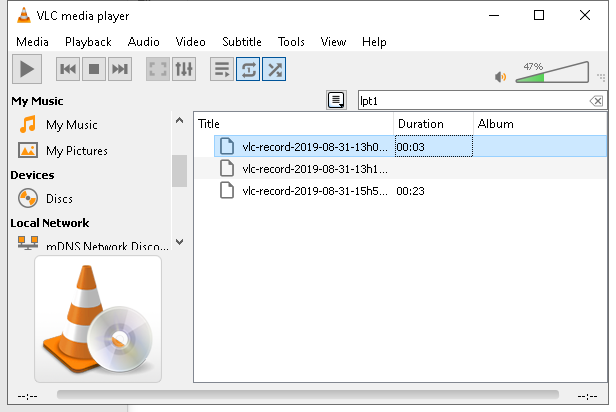 VLC media player
Media Playback Audio Video Subtitle Tools View Help
47%
My Music
My Music
My Pictures
Devices
Discs
Local Network
mDNS Network Disco...
lpt1
Title Duration Album
vlc-record-2019-08-31-13h0... 00:03
vlc-record-2019-08-31-13h1...
vlc-record-2019-08-31-15h5... 00:23
--:-- --:--